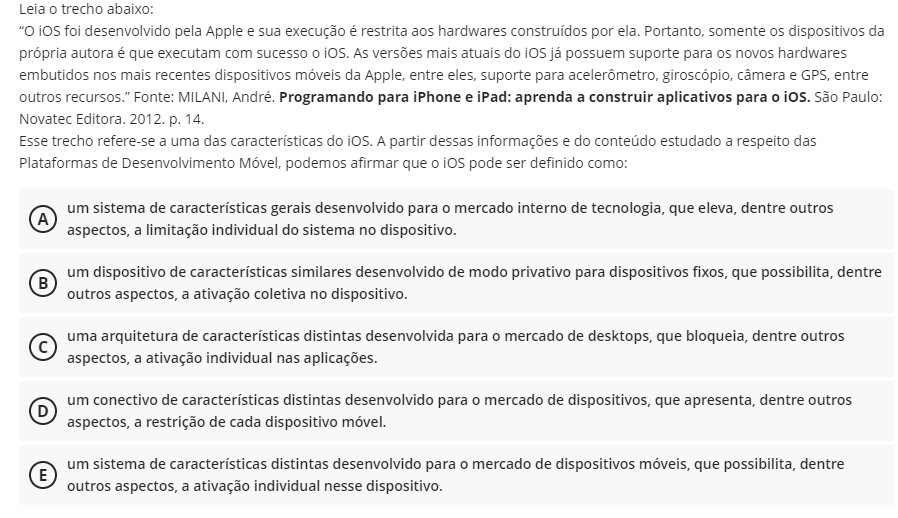 Leia o trecho abaixo:
“O iOS foi desenvolvido pela Apple e sua execução é restrita aos hardwares construídos por ela. Portanto, somente os dispositivos da
própria autora é que executam com sucesso o iOS. As versões mais atuais do iOS já possuem suporte para os novos hardwares
embutidos nos mais recentes dispositivos móveis da Apple, entre eles, suporte para acelerômetro, giroscópio, câmera e GPS, entre
outros recursos.” Fonte: MILANI, André. Programando para iPhone e iPad: aprenda a construir aplicativos para o iOS. São Paulo:
Novatec Editora. 2012. p. 14.
Esse trecho refere-se a uma das características do iOS. A partir dessas informações e do conteúdo estudado a respeito das
Plataformas de Desenvolvimento Móvel, podemos afirmar que o iOS pode ser definido como:
A
um sistema de características gerais desenvolvido para o mercado interno de tecnologia, que eleva, dentre outros
aspectos, a limitação individual do sistema no dispositivo.
B
um dispositivo de características similares desenvolvido de modo privativo para dispositivos fixos, que possibilita, dentre
outros aspectos, a ativação coletiva no dispositivo.
C
uma arquitetura de características distintas desenvolvida para o mercado de desktops, que bloqueia, dentre outros
aspectos, a ativação individual nas aplicações.
D
um conectivo de características distintas desenvolvido para o mercado de dispositivos, que apresenta, dentre outros
aspectos, a restrição de cada dispositivo móvel.
E
um sistema de características distintas desenvolvido para o mercado de dispositivos móveis, que possibilita, dentre
outros aspectos, a ativação individual nesse dispositivo.